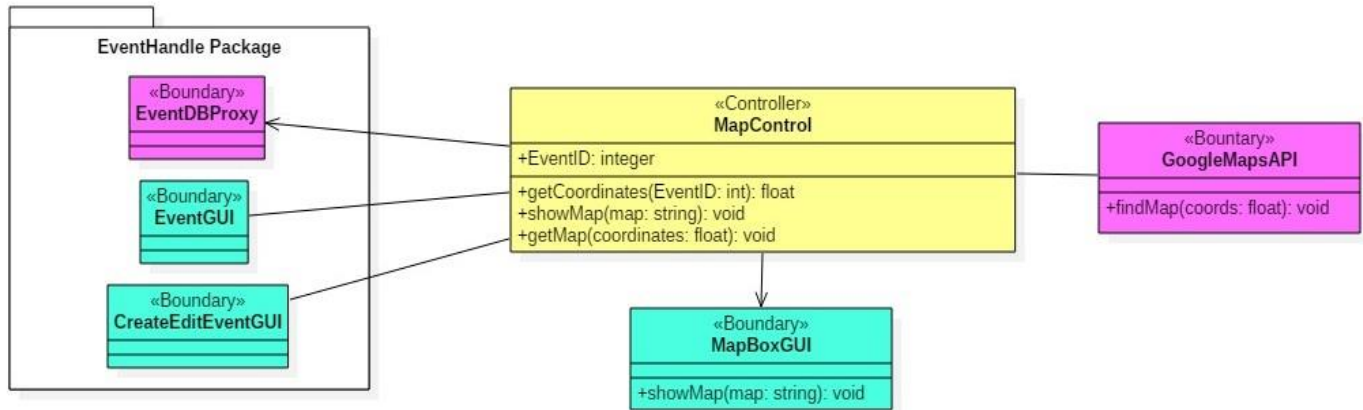 EventHandle Package
«Boundary»
EventDBProxy
«Boundary»
EventGUI
«Boundary»
CreateEditEventGUI
«Controller»
MapControl
+EventID: integer
+getCoordinates(EventID: int): float
+showMap(map: string): void
+getMap(coordinates: float): void
«Boundary»
MapBoxGUI
+showMap(map: string): void
«Bountary»
GoogleMapsAPI
+findMap(coords: float): void